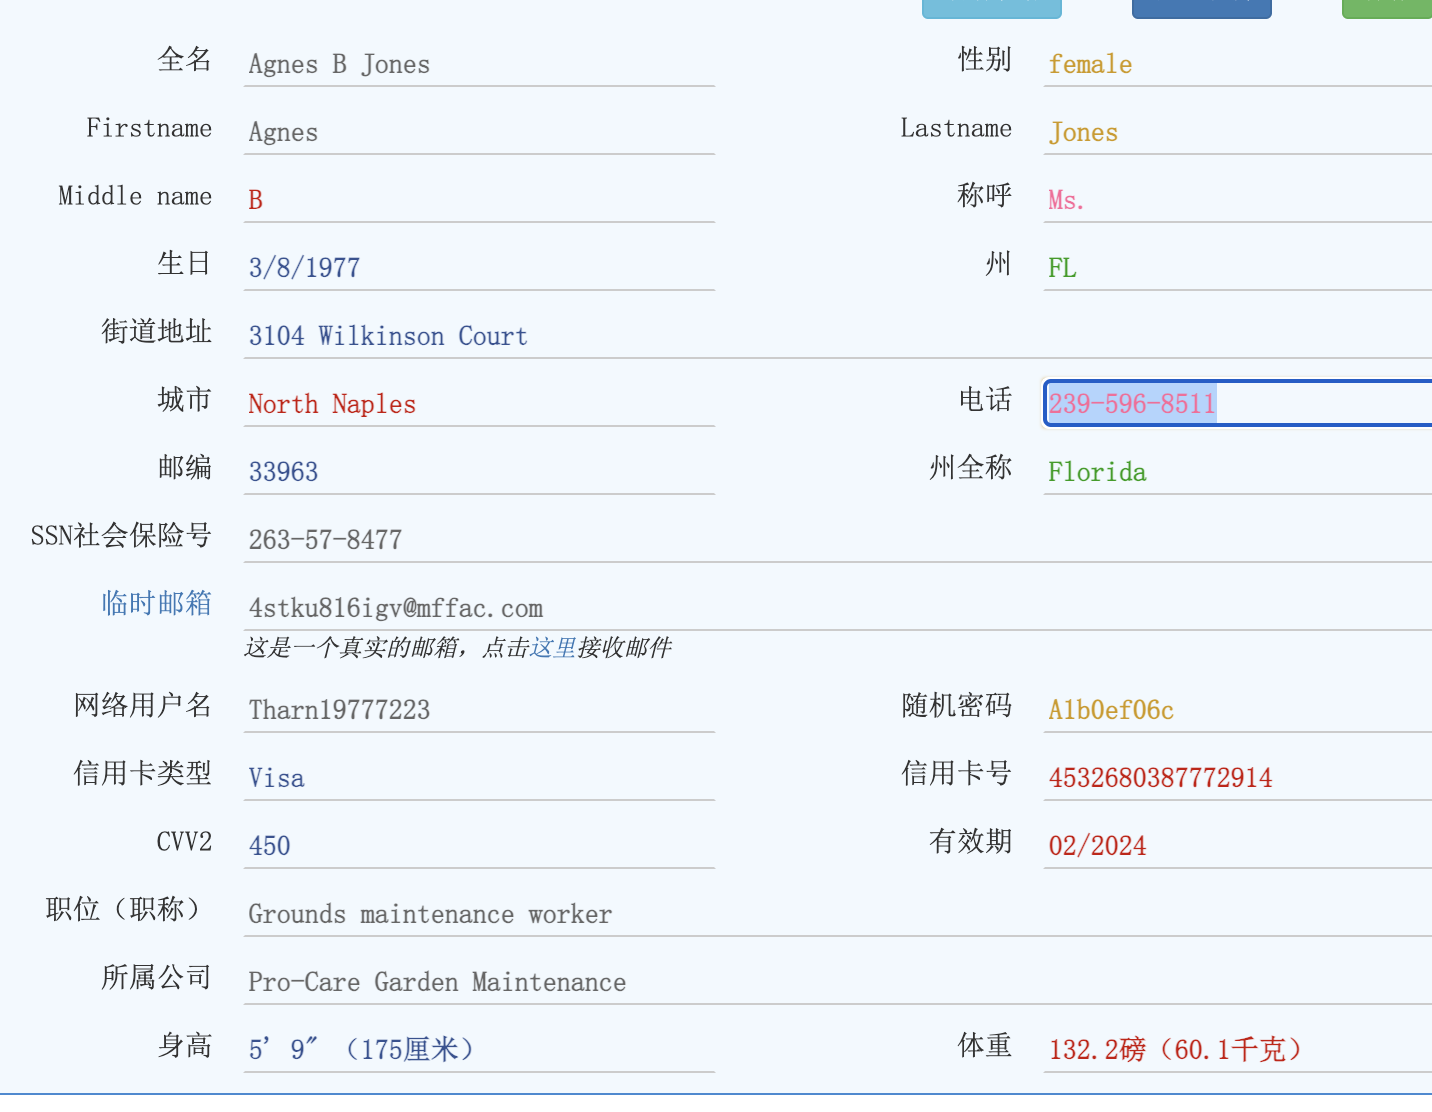 全名 Agnes B Jones 性别 female
Firstname Agnes Lastname Jones
Middle name B 称呼 Ms.
生日 3/8/1977 州 FL
街道地址 3104 Wilkinson Court
城市 North Naples 电话 239-596-8511
邮编 33963 州全称 Florida
SSN社会保险号 263-57-8477
临时邮箱 4stku816igv@mffac.com
这是一个真实的邮箱，点击这里接收邮件
网络用户名 Tharn19777223 随机密码 A1b0ef06c
信用卡类型 Visa 信用卡号 4532680387772914
CVV2 450 有效期 02/2024
职位（职称） Grounds maintenance worker
所属公司 Pro-Care Garden Maintenance
身高 5' 9"（175厘米） 体重 132.2磅（60.1千克）